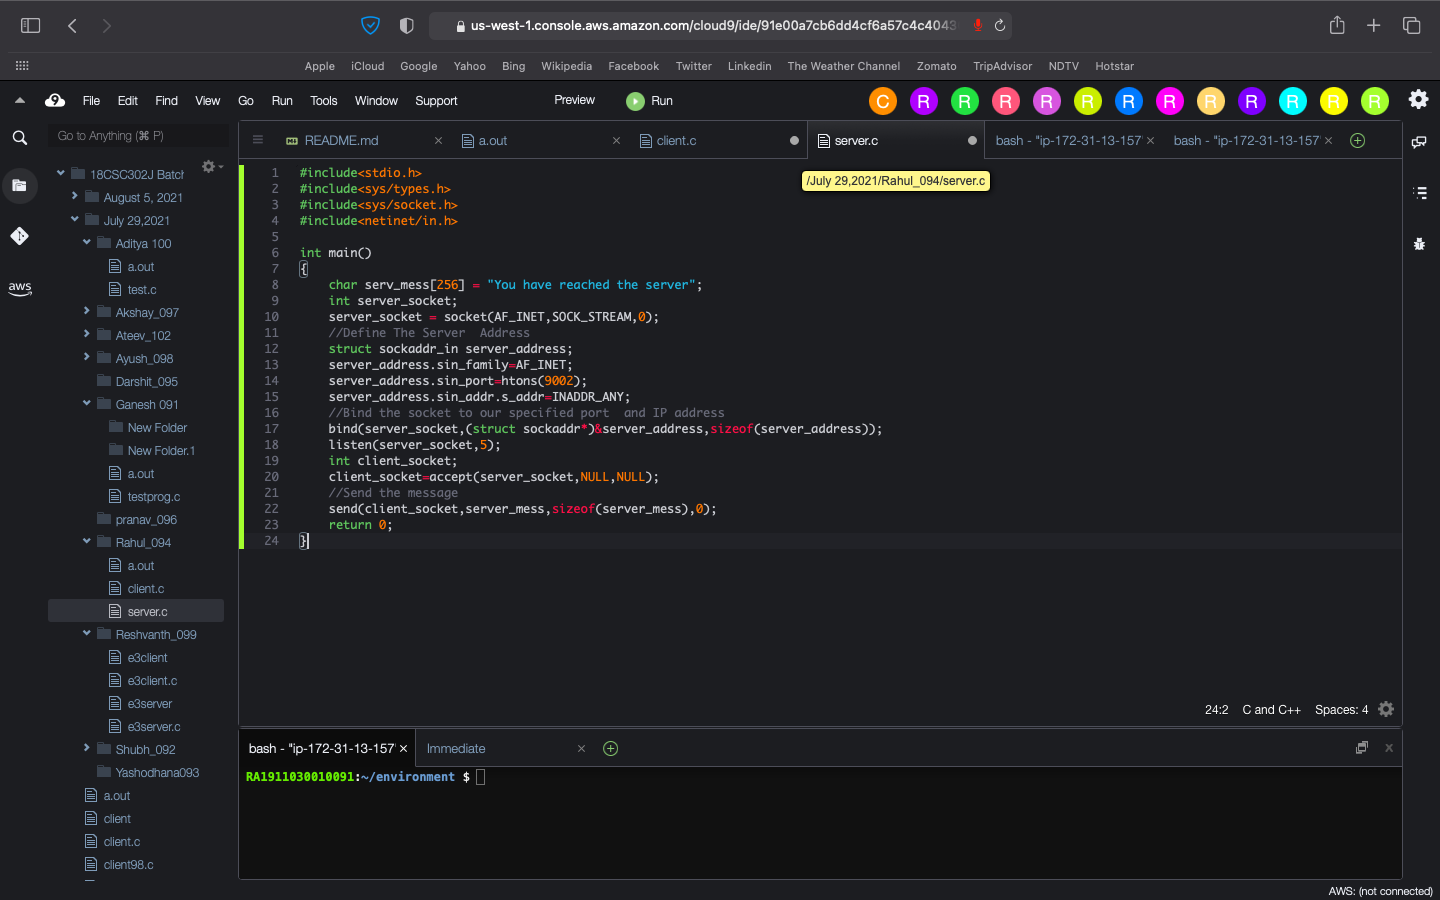 us-west-1.console.aws.amazon.com/cloud9/ide/91e00a7cb6dd4cf6a57c4c4043
Apple iCloud Google Yahoo Bing Wikipedia Facebook Twitter Linkedin The Weather Channel Zomato TripAdvisor NDTV Hotstar
9 File Edit Find View Go Run Tools Window Support Preview Run C R R R R R R R R R R R R
Go to Anything (⌘ P)
README.md a.out client.c server.c bash - "ip-172-31-13-157 bash - "ip-172-31-13-157
/July 29,2021/Rahul_094/server.c
aws
18CSC302J Batch
August 5, 2021
July 29,2021
Aditya 100
a.out
test.c
Akshay_097
Ateev_102
Ayush_098
Darshit_095
Ganesh 091
New Folder
New Folder.1
a.out
testprog.c
pranav_096
Rahul_094
a.out
client.c
server.c
Reshvanth_099
e3client
e3client.c
e3server
e3server.c
Shubh_092
Yashodhana093
a.out
client
client.c
client98.c
1 #include<stdio.h>
2 #include<sys/types.h>
3 #include<sys/socket.h>
4 #include<netinet/in.h>
5
6 int main()
7 {
8 char serv_mess[256] = "You have reached the server";
9 int server_socket;
10 server_socket = socket(AF_INET,SOCK_STREAM,0);
11 //Define The Server  Address
12 struct sockaddr_in server_address;
13 server_address.sin_family=AF_INET;
14 server_address.sin_port=htons(9002);
15 server_address.sin_addr.s_addr=INADDR_ANY;
16 //Bind the socket to our specified port  and IP address
17 bind(server_socket,(struct sockaddr*)&server_address,sizeof(server_address));
18 listen(server_socket,5);
19 int client_socket;
20 client_socket=accept(server_socket,NULL,NULL);
21 //Send the message
22 send(client_socket,server_mess,sizeof(server_mess),0);
23 return 0;
24 }
24:2 C and C++ Spaces: 4
bash - "ip-172-31-13-157 Immediate
RA1911030010091:~/environment $
AWS: (not connected)